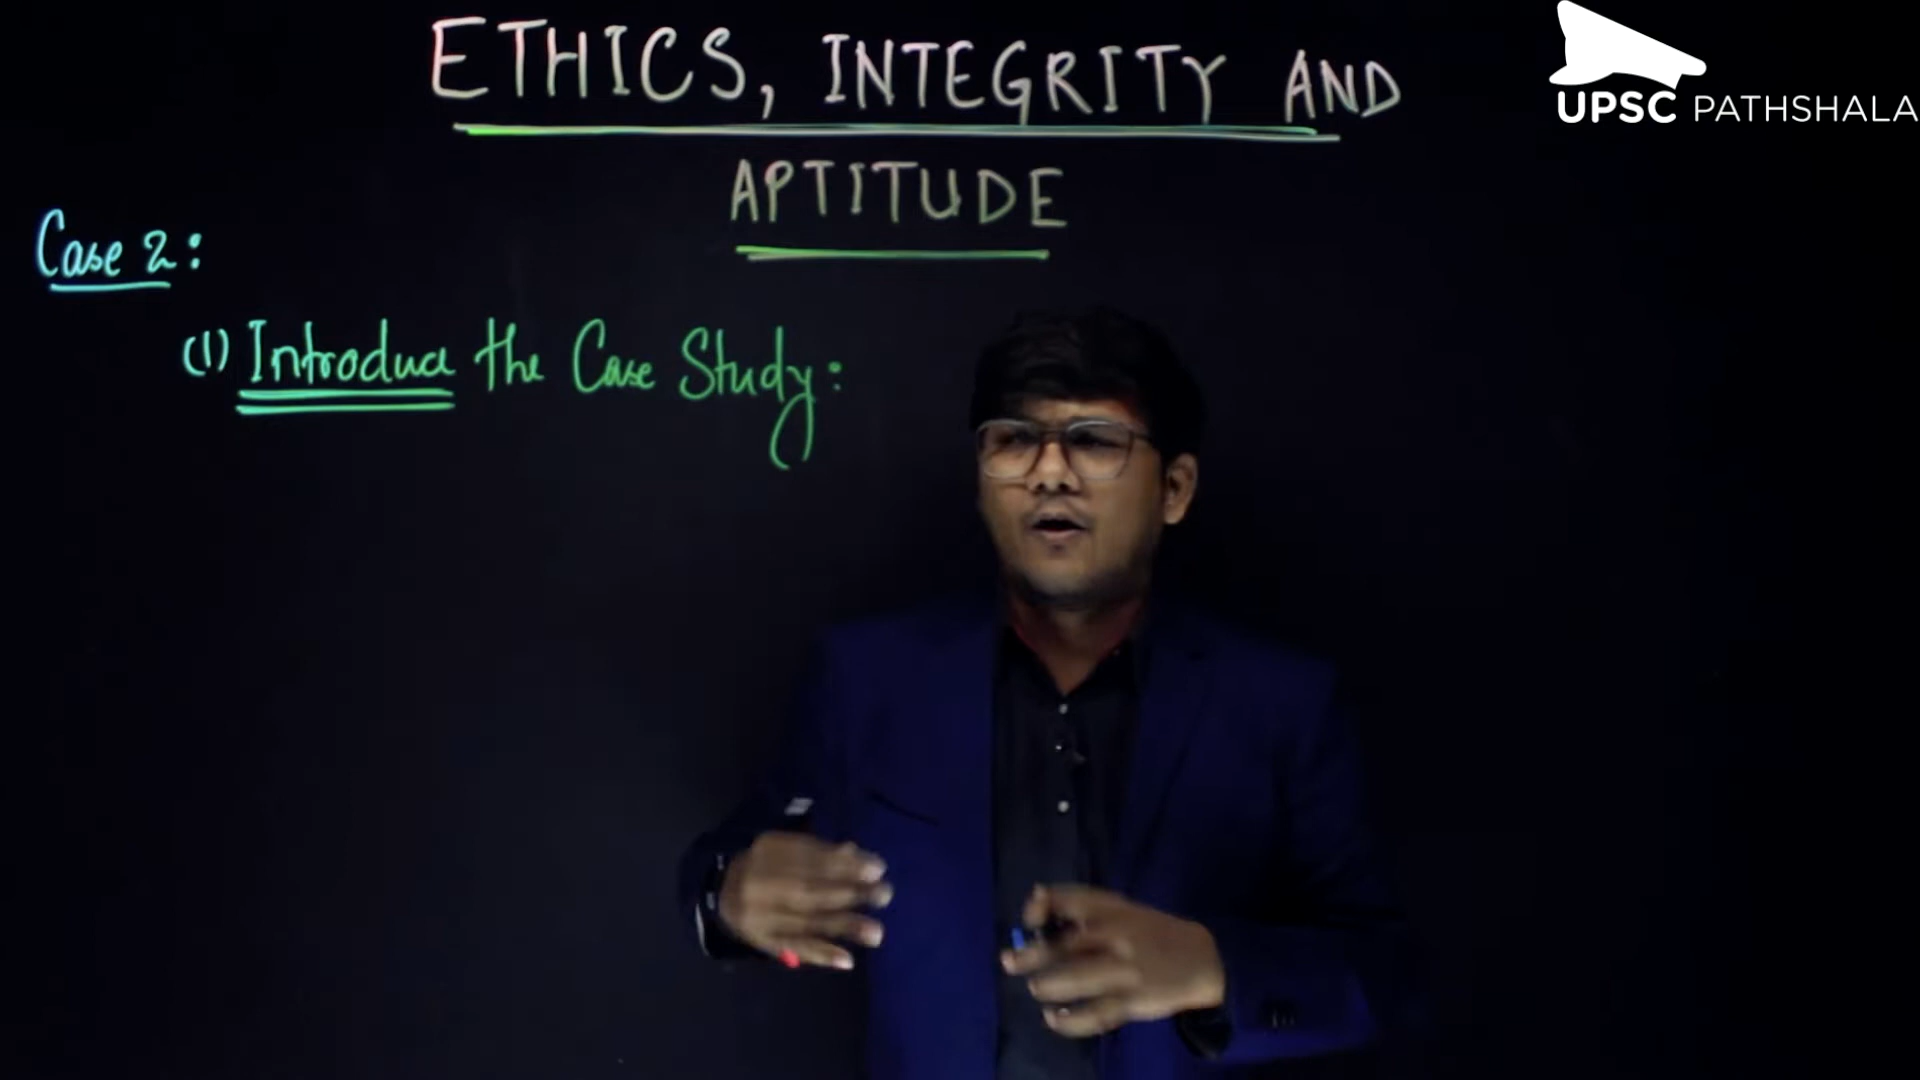 ETHICS, INTEGRITY AND
APTITUDE
UPSC PATHSHALA
Case 2:
(1) Introduce the Case Study: